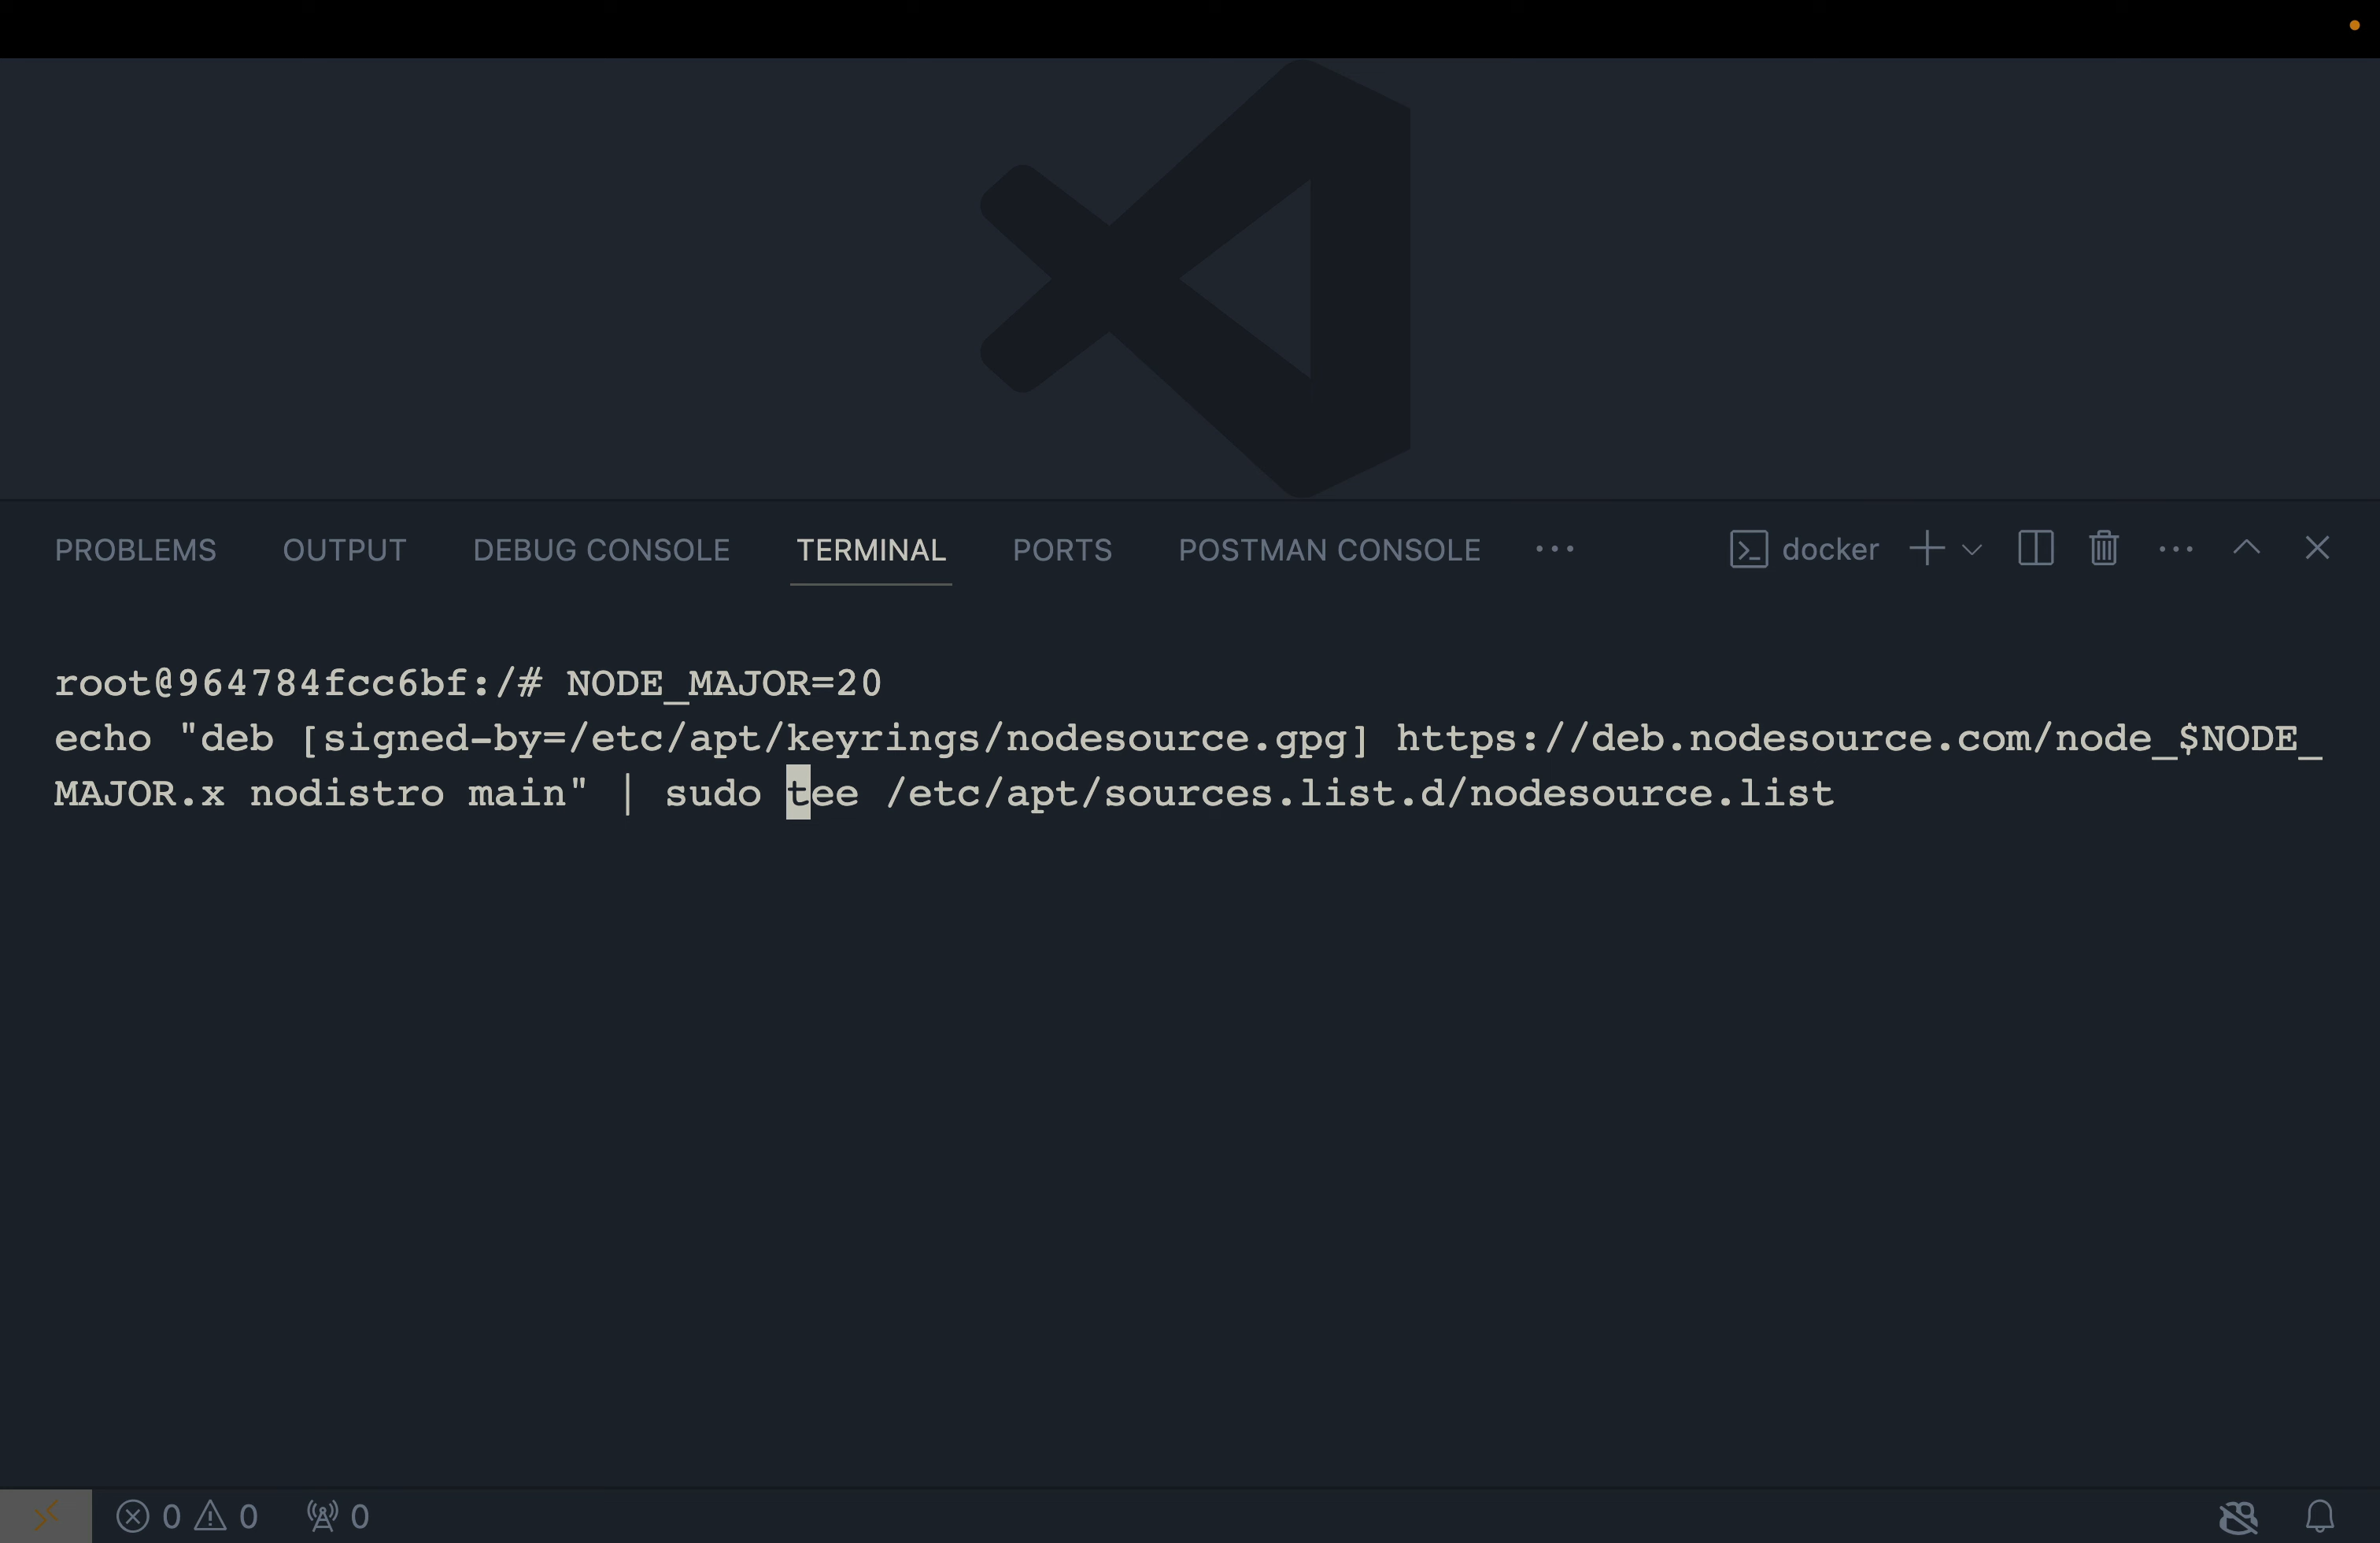 PROBLEMS OUTPUT DEBUG CONSOLE TERMINAL PORTS POSTMAN CONSOLE ··· docker ···
root@964784fcc6bf:/# NODE_MAJOR=20
echo "deb [signed-by=/etc/apt/keyrings/nodesource.gpg] https://deb.nodesource.com/node_$NODE_
MAJOR.x nodistro main" | sudo tee /etc/apt/sources.list.d/nodesource.list
0 0 0